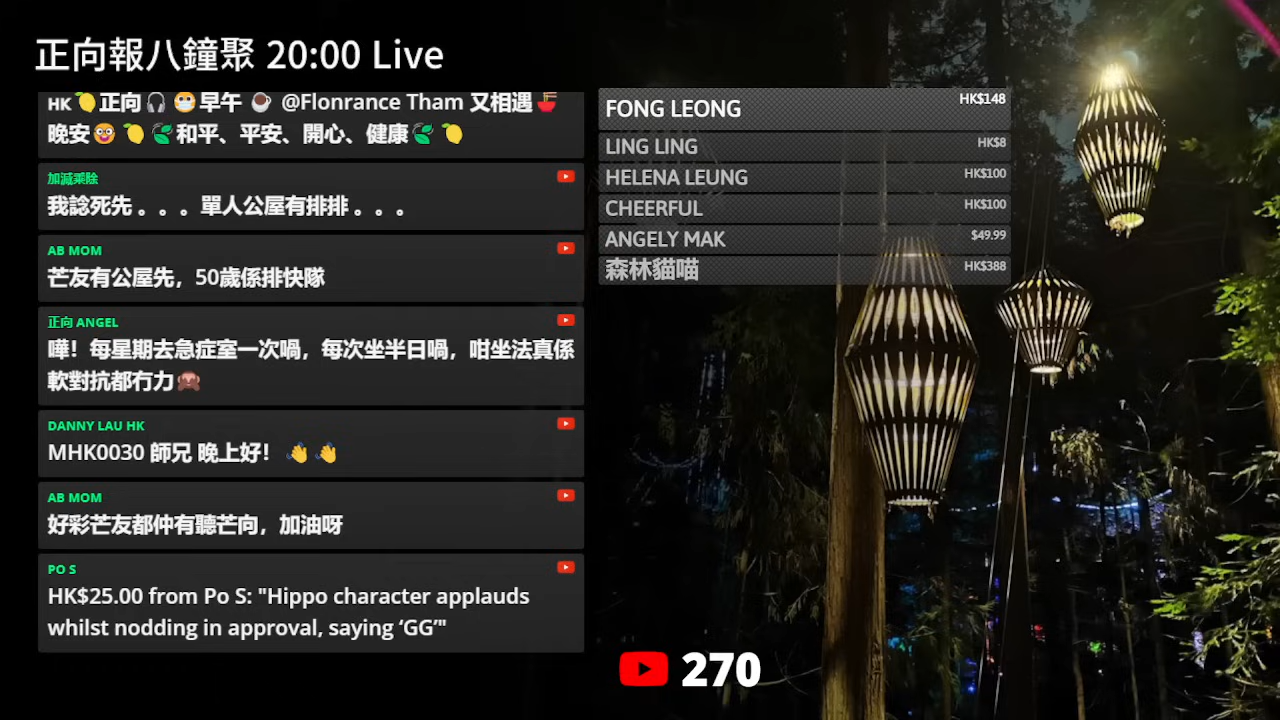 正向報八鐘聚 20:00 Live
HK🍋正向🎧😷早午☕@Flonrance Tham 又相遇
晚安🍋和平、平安、開心、健康🍋
加減乘除
我諗死先。。。單人公屋有排排。。。
AB MOM
芒友有公屋先，50歲係排快隊
正向 ANGEL
嘩！每星期去急症室一次喎，每次坐半日喎，咁坐法真係
軟對抗都冇力🙈
DANNY LAU HK
MHK0030 師兄 晚上好！👏👏
AB MOM
好彩芒友都仲有聽芒向，加油呀
PO S
HK$25.00 from Po S: "Hippo character applauds
whilst nodding in approval, saying ‘GG’"
FONG LEONG HK$148
LING LING HK$8
HELENA LEUNG HK$100
CHEERFUL HK$100
ANGELY MAK $49.99
森林貓喵 HK$388
270